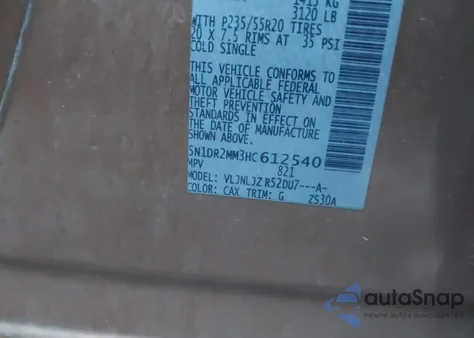 1415 KG
3120 LB
WITH P235/55R20 TIRES
20 X 7.5 RIMS AT 35 PSI
COLD SINGLE
THIS VEHICLE CONFORMS TO
ALL APPLICABLE FEDERAL
MOTOR VEHICLE SAFETY AND
THEFT PREVENTION
STANDARDS IN EFFECT ON
THE DATE OF MANUFACTURE
SHOWN ABOVE.
5N1DR2MM3HC612540
MPV 821
MODEL: VLJNLJZ R52DU7---A-
COLOR: CAX TRIM: G ZS30A
autoSnap